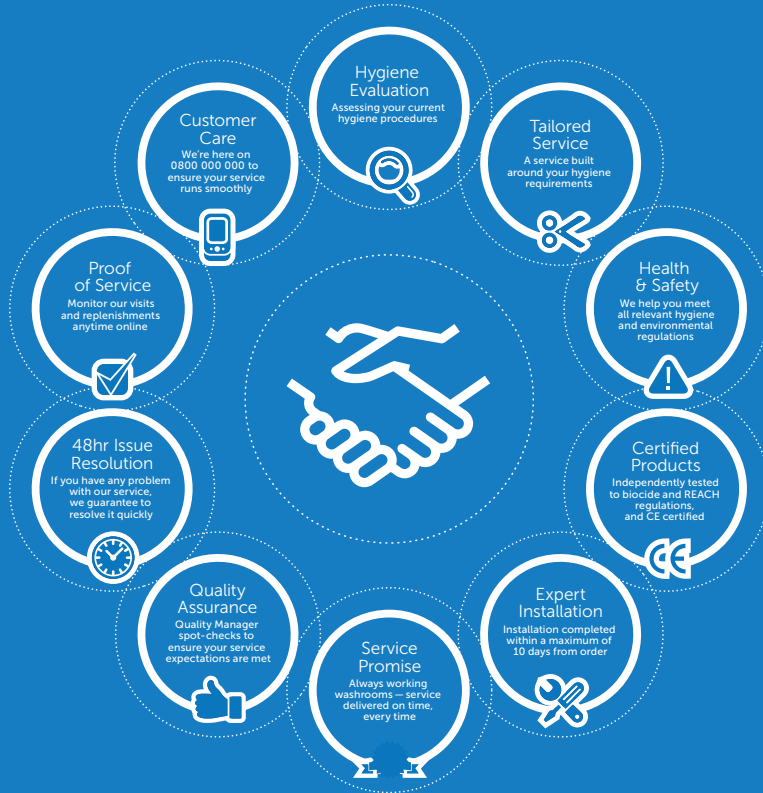 Hygiene
Evaluation
Assessing your current
hygiene procedures
Tailored
Service
A service built
around your hygiene
requirements
Health
& Safety
We help you meet
all relevant hygiene
and environmental
regulations
Certified
Products
Independently tested
to biocide and REACH
regulations,
and CE certified
CE
Expert
Installation
Installation completed
within a maximum of
10 days from order
Service
Promise
Always working
washrooms — service
delivered on time,
every time
Quality
Assurance
Quality Manager
spot-checks to
ensure your service
expectations are met
48hr Issue
Resolution
If you have any problem
with our service,
we guarantee to
resolve it quickly
Proof
of Service
Monitor our visits
and replenishments
anytime online
Customer
Care
We're here on
0800 000 000 to
ensure your service
runs smoothly